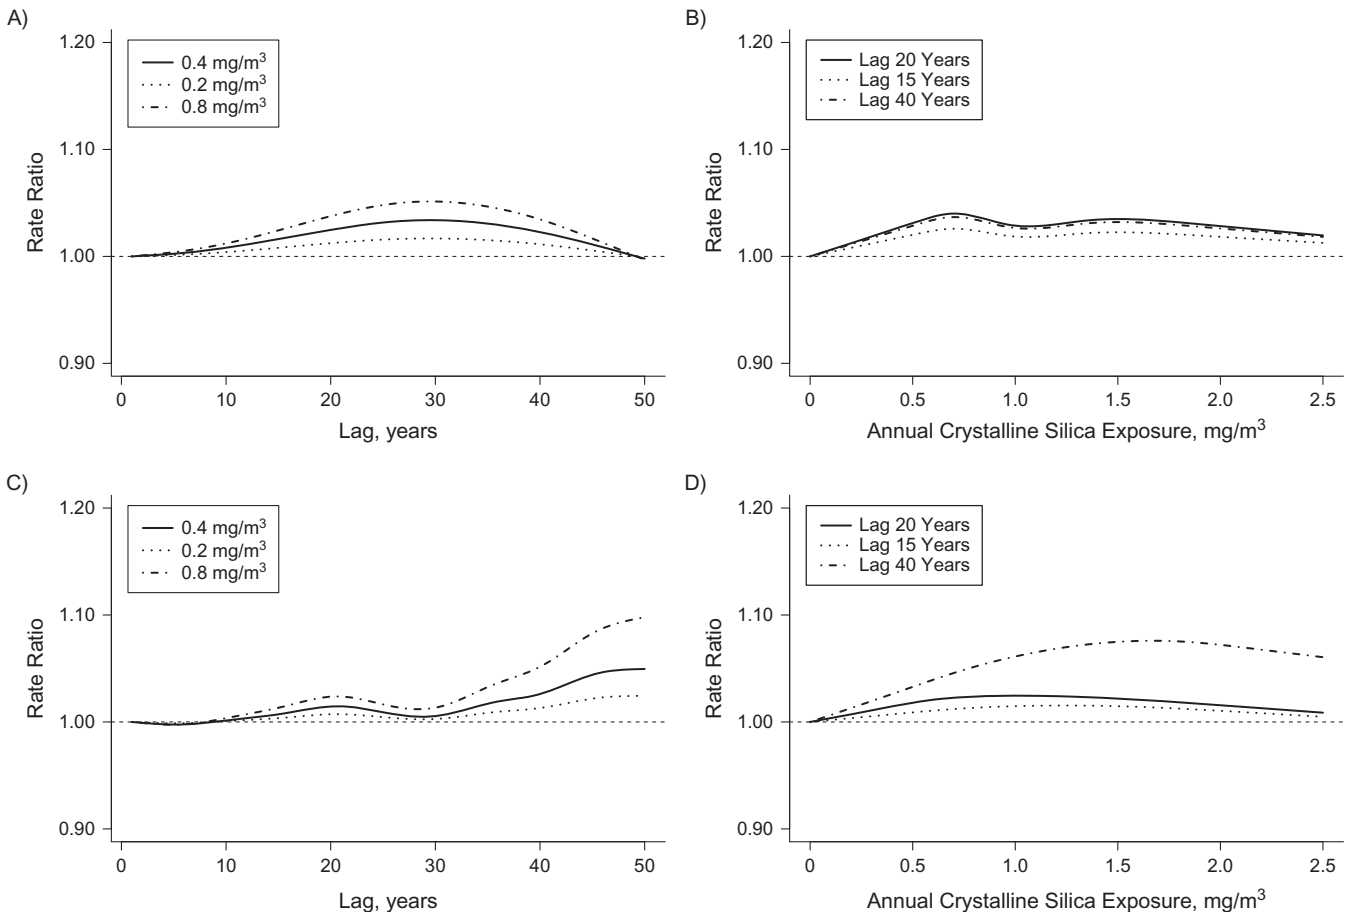 A)
1.20
1.10
1.00
0.90
Rate Ratio
0.4 mg/m³
0.2 mg/m³
0.8 mg/m³
0 10 20 30 40 50
Lag, years
B)
1.20
1.10
1.00
0.90
Rate Ratio
Lag 20 Years
Lag 15 Years
Lag 40 Years
0 0.5 1.0 1.5 2.0 2.5
Annual Crystalline Silica Exposure, mg/m³
C)
1.20
1.10
1.00
0.90
Rate Ratio
0.4 mg/m³
0.2 mg/m³
0.8 mg/m³
0 10 20 30 40 50
Lag, years
D)
1.20
1.10
1.00
0.90
Rate Ratio
Lag 20 Years
Lag 15 Years
Lag 40 Years
0 0.5 1.0 1.5 2.0 2.5
Annual Crystalline Silica Exposure, mg/m³